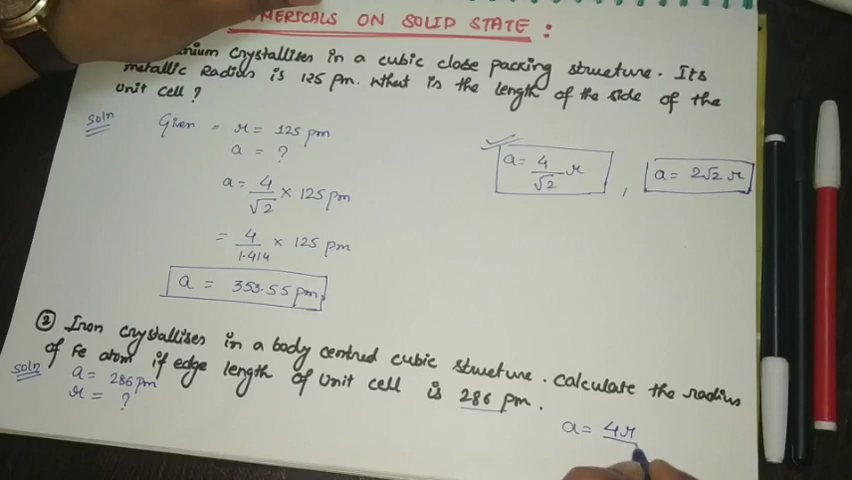 NUMERICALS ON SOLID STATE :
Crystallises in a cubic close packing structure. Its
metallic Radius is 125 pm. What is the length of the side of the
Unit cell ?
Soln
Given = r = 125 pm
a = ?
a = 4/√2 r , a = 2√2 r
a = 4/√2 × 125 pm
= 4/1.414 × 125 pm
a = 353.55 pm
② Iron crystallises in a body centred cubic structure. Calculate the radius
of Fe atom if edge length of Unit cell is 286 pm.
Soln a = 286 pm
r = ?
a = 4r